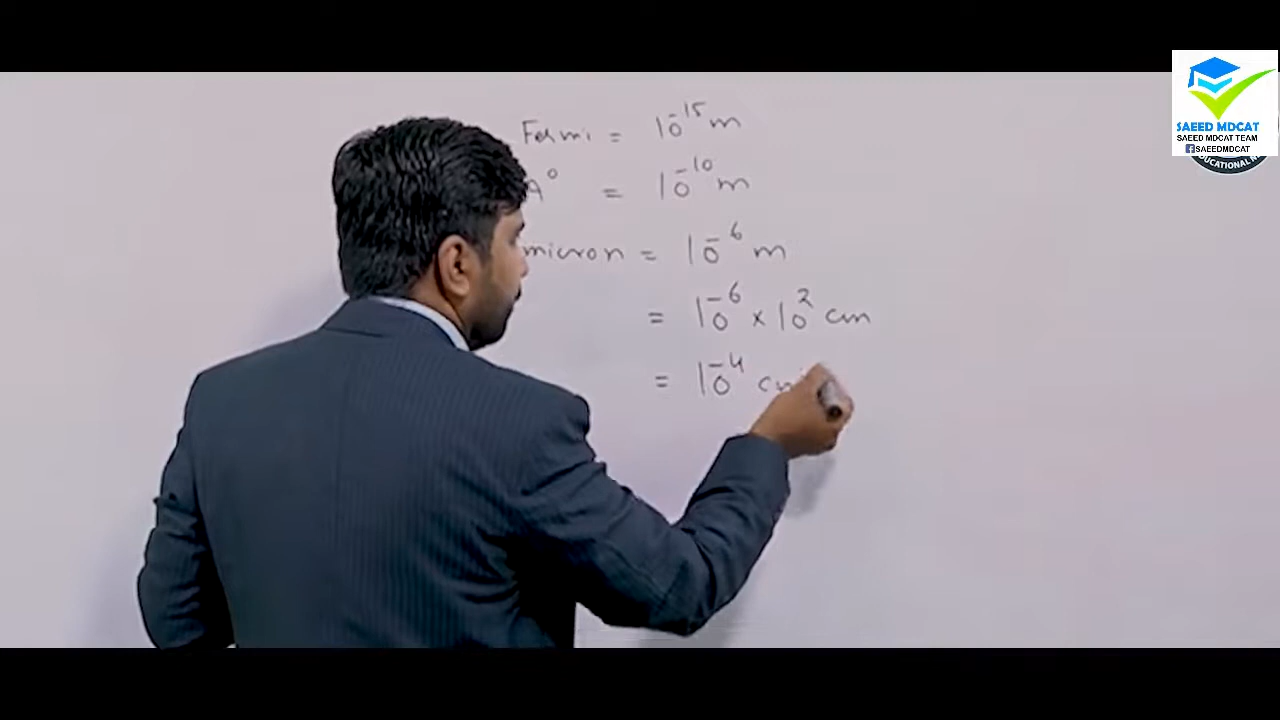 Fermi = 10⁻¹⁵ m
A° = 10⁻¹⁰ m
micron = 10⁻⁶ m
= 10⁻⁶ × 10² cm
= 10⁻⁴ cm
SAEED MDCAT
SAEED MDCAT TEAM
SAEEDMDCAT